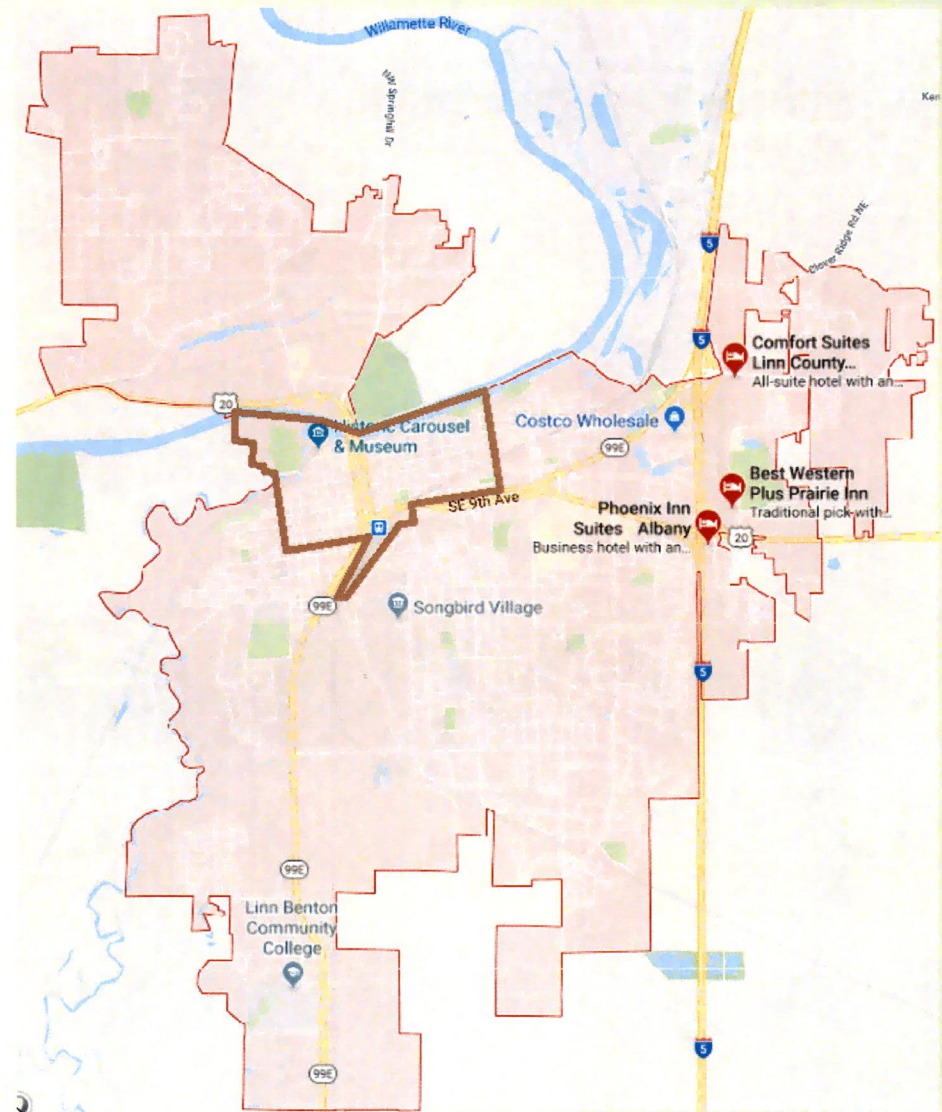 Willamette River
NW Springhill Dr
Ken
Clover Ridge Rd NE
5
5
Comfort Suites
Linn County...
All-suite hotel with an...
20
Historic Carousel
& Museum
Costco Wholesale
99E
SE 9th Ave
Best Western
Plus Prairie Inn
Traditional pick with...
Phoenix Inn
Suites Albany
Business hotel with an...
20
99E
Songbird Village
5
99E
Linn Benton
Community
College
5
99E